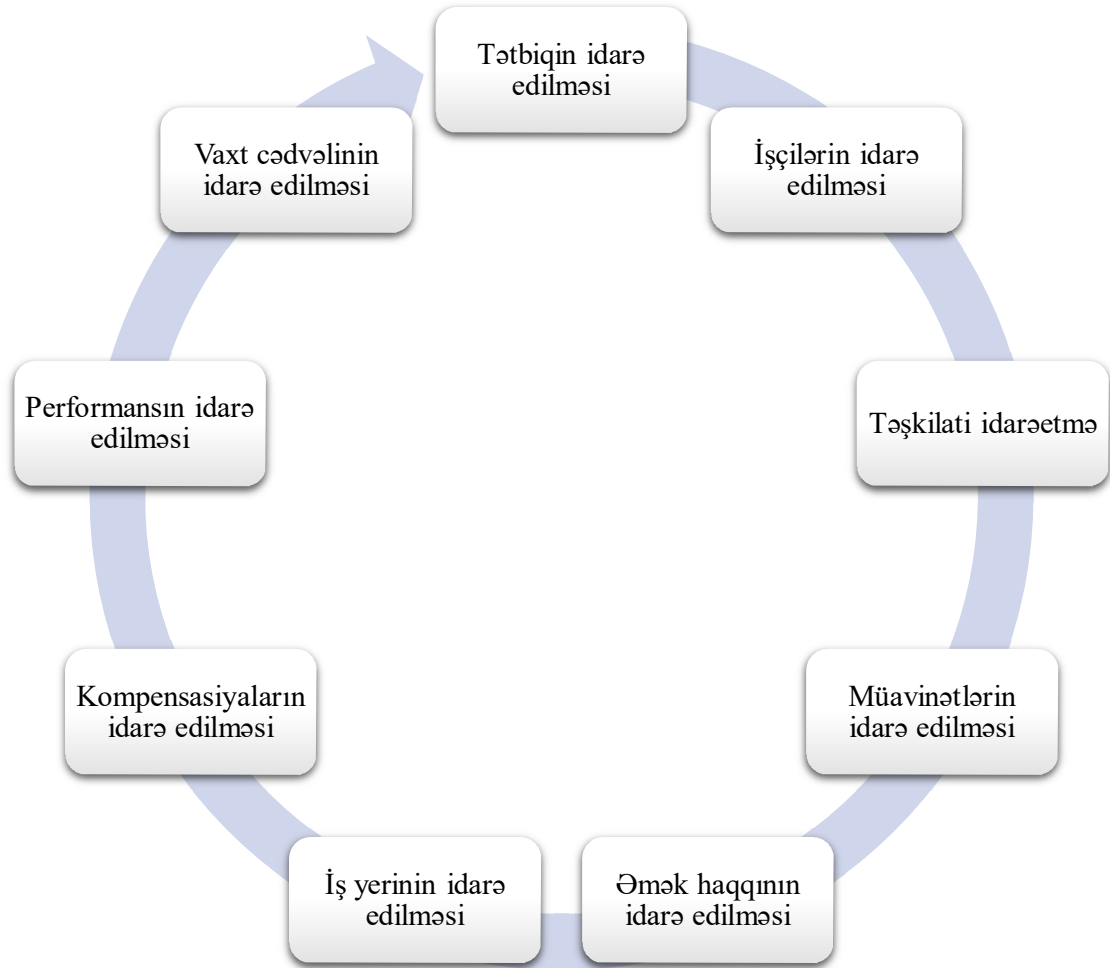 Tətbiqin idarə
edilməsi
İşçilərin idarə
edilməsi
Təşkilati idarəetmə
Müavinətlərin
idarə edilməsi
Əmək haqqının
idarə edilməsi
İş yerinin idarə
edilməsi
Kompensasiyaların
idarə edilməsi
Performansın idarə
edilməsi
Vaxt cədvəlinin
idarə edilməsi